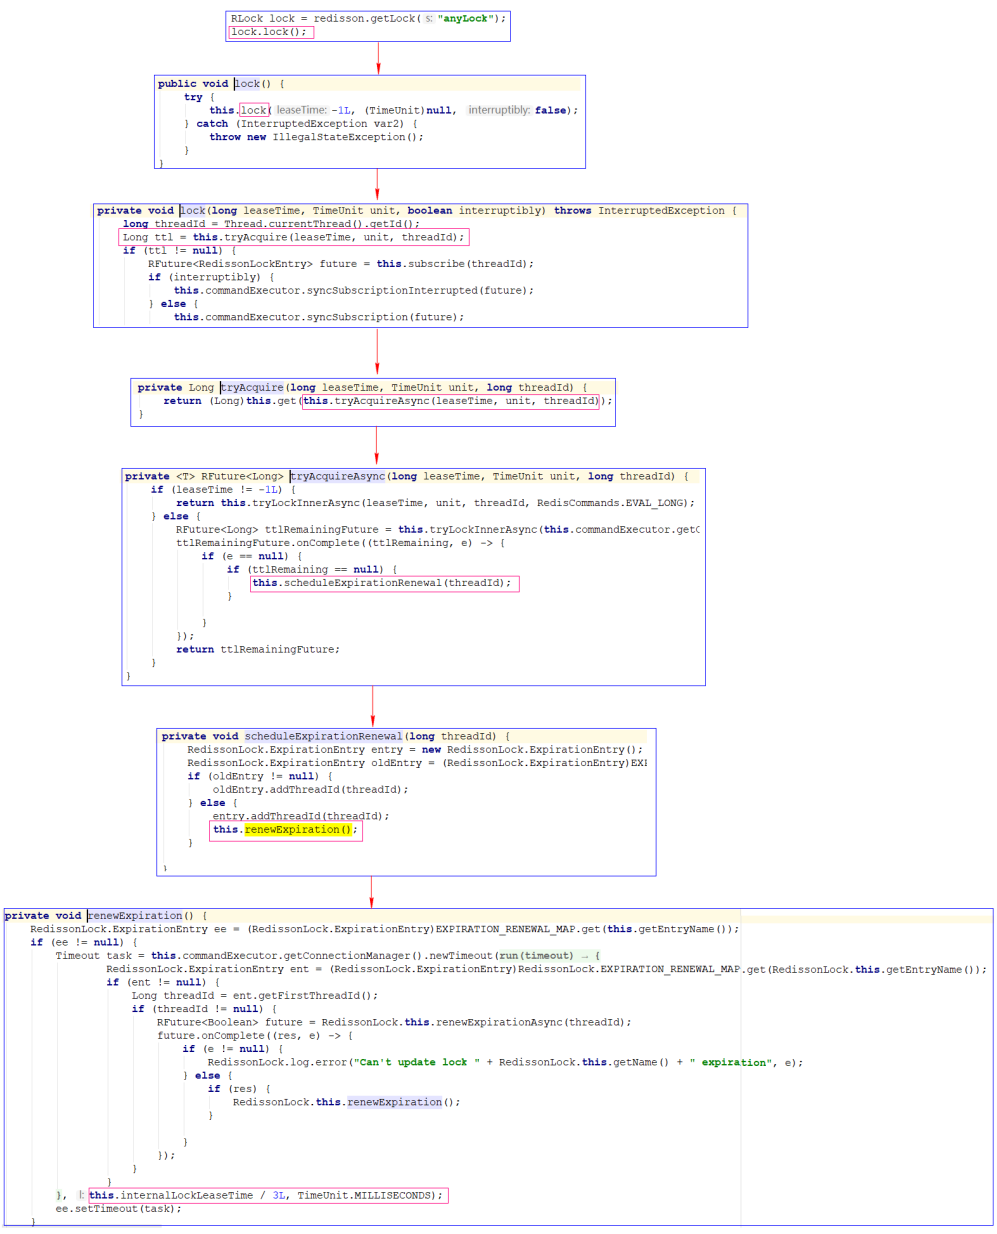 RLock lock = redisson.getLock( s: "anyLock");
lock.lock();
public void lock() {
try {
this.lock( leaseTime: -1L, (TimeUnit)null, interruptibly: false);
} catch (InterruptedException var2) {
throw new IllegalStateException();
}
}
private void lock(long leaseTime, TimeUnit unit, boolean interruptibly) throws InterruptedException {
long threadId = Thread.currentThread().getId();
Long ttl = this.tryAcquire(leaseTime, unit, threadId);
if (ttl != null) {
RFuture<RedissonLockEntry> future = this.subscribe(threadId);
if (interruptibly) {
this.commandExecutor.syncSubscriptionInterrupted(future);
} else {
this.commandExecutor.syncSubscription(future);
private Long tryAcquire(long leaseTime, TimeUnit unit, long threadId) {
return (Long)this.get(this.tryAcquireAsync(leaseTime, unit, threadId));
}
private <T> RFuture<Long> tryAcquireAsync(long leaseTime, TimeUnit unit, long threadId) {
if (leaseTime != -1L) {
return this.tryLockInnerAsync(leaseTime, unit, threadId, RedisCommands.EVAL_LONG);
} else {
RFuture<Long> ttlRemainingFuture = this.tryLockInnerAsync(this.commandExecutor.getC
ttlRemainingFuture.onComplete((ttlRemaining, e) -> {
if (e == null) {
if (ttlRemaining == null) {
this.scheduleExpirationRenewal(threadId);
}
}
});
return ttlRemainingFuture;
}
}
private void scheduleExpirationRenewal(long threadId) {
RedissonLock.ExpirationEntry entry = new RedissonLock.ExpirationEntry();
RedissonLock.ExpirationEntry oldEntry = (RedissonLock.ExpirationEntry)EXI
if (oldEntry != null) {
oldEntry.addThreadId(threadId);
} else {
entry.addThreadId(threadId);
this.renewExpiration();
}
}
private void renewExpiration() {
RedissonLock.ExpirationEntry ee = (RedissonLock.ExpirationEntry)EXPIRATION_RENEWAL_MAP.get(this.getEntryName());
if (ee != null) {
Timeout task = this.commandExecutor.getConnectionManager().newTimeout(run(timeout) → {
RedissonLock.ExpirationEntry ent = (RedissonLock.ExpirationEntry)RedissonLock.EXPIRATION_RENEWAL_MAP.get(RedissonLock.this.getEntryName());
if (ent != null) {
Long threadId = ent.getFirstThreadId();
if (threadId != null) {
RFuture<Boolean> future = RedissonLock.this.renewExpirationAsync(threadId);
future.onComplete((res, e) -> {
if (e != null) {
RedissonLock.log.error("Can't update lock " + RedissonLock.this.getName() + " expiration", e);
} else {
if (res) {
RedissonLock.this.renewExpiration();
}
}
});
}
}
}, l: this.internalLockLeaseTime / 3L, TimeUnit.MILLISECONDS);
ee.setTimeout(task);
}